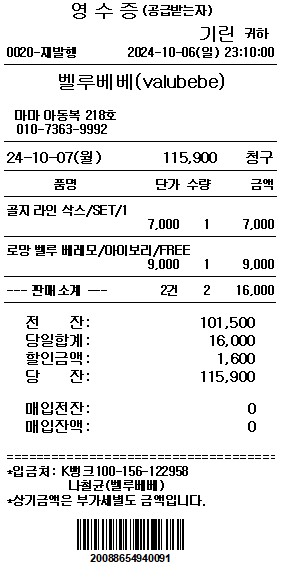 영 수 증 (공급받는자)
기린 귀하
0020-재발행 2024-10-06(일) 23:10:00
벨루베베(valubebe)
마마 아동복 218호
010-7363-9992
24-10-07(월) 115,900 청구
품명 단가 수량 금액
골지 라인 삭스/SET/1
7,000 1 7,000
로망 벨루 베레모/아이보리/FREE
9,000 1 9,000
--- 판매소계 --- 2건 2 16,000
전 잔: 101,500
당일합계: 16,000
할인금액: 1,600
당 잔: 115,900
매입전잔: 0
매입잔액: 0
======================================
*입금처: K뱅크100-156-122958
나철균(벨루베베)
*상기금액은 부가세별도 금액입니다.
20088654940091